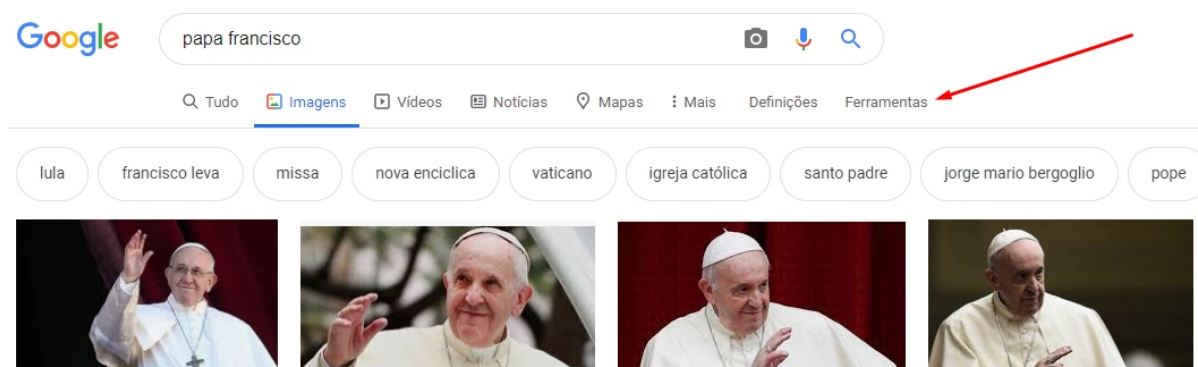 Google papa francisco
Tudo Imagens Vídeos Notícias Mapas Mais Definições Ferramentas
lula francisco leva missa nova enciclica vaticano igreja católica santo padre jorge mario bergoglio pope